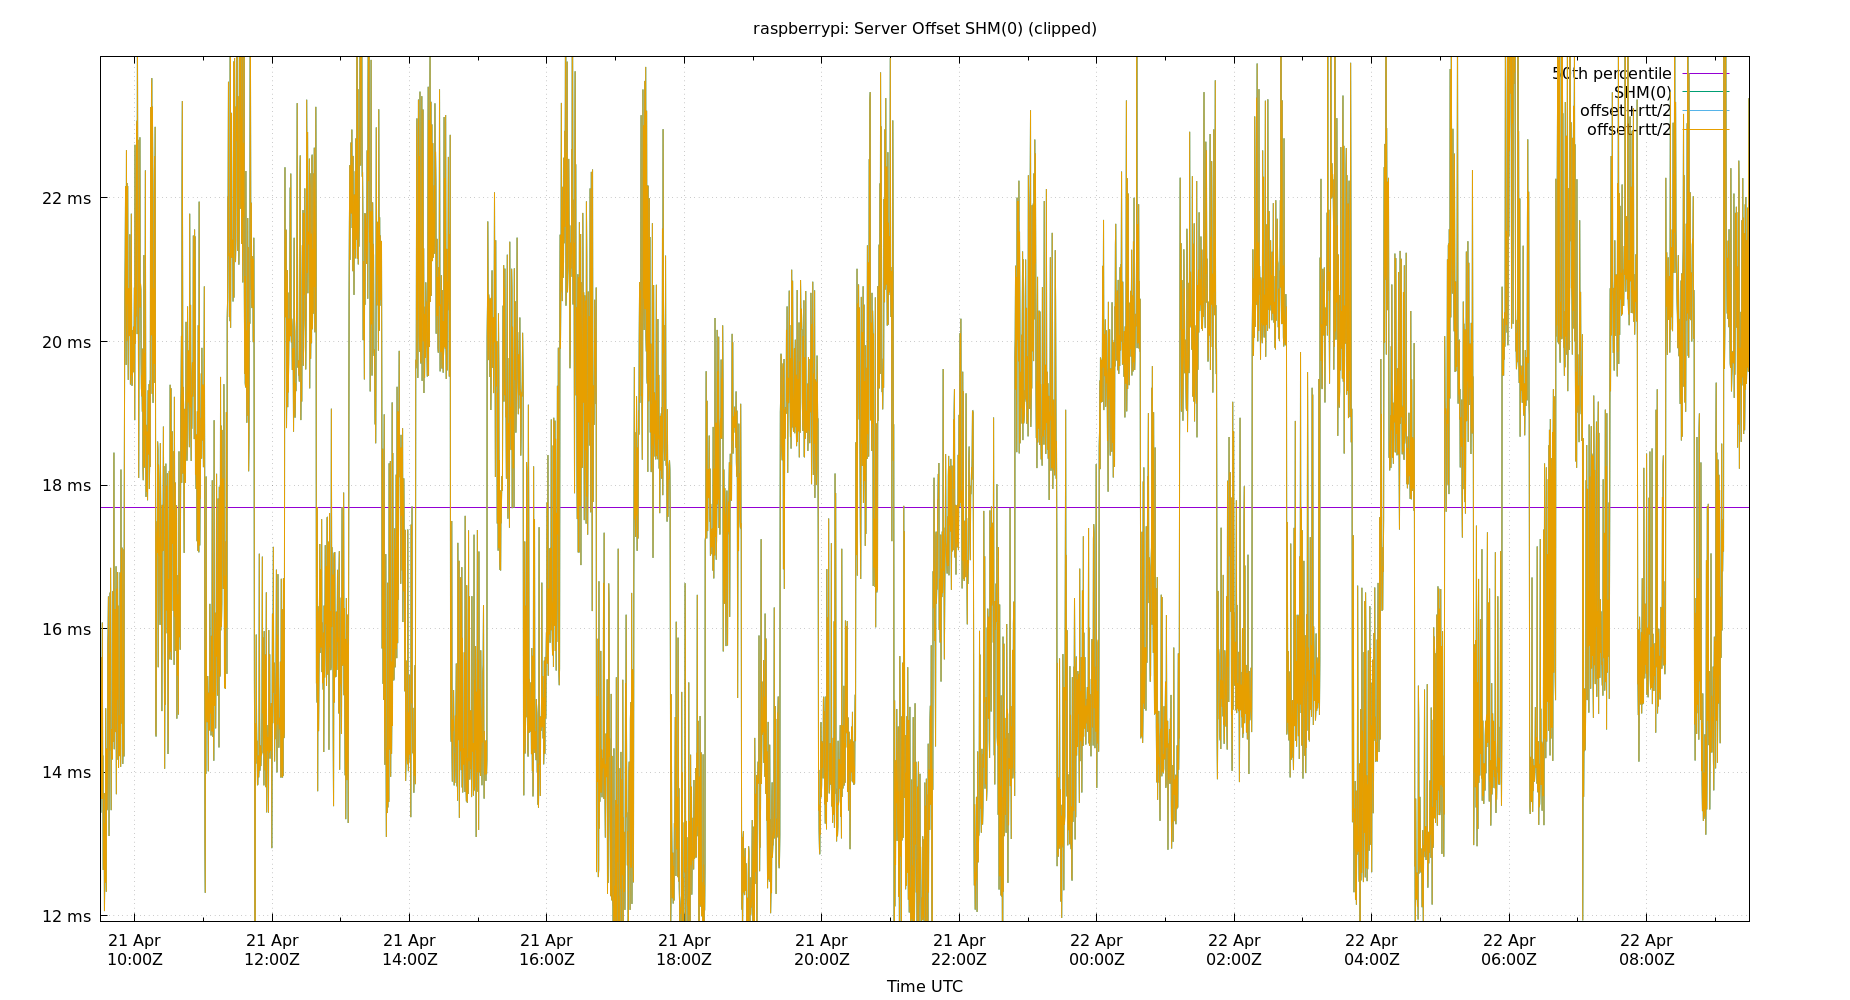 raspberrypi: Server Offset SHM(0) (clipped)
50th percentile
SHM(0)
offset+rtt/2
offset-rtt/2
22 ms
20 ms
18 ms
16 ms
14 ms
12 ms
21 Apr 21 Apr 21 Apr 21 Apr 21 Apr 21 Apr 21 Apr 22 Apr 22 Apr 22 Apr 22 Apr 22 Apr
10:00Z 12:00Z 14:00Z 16:00Z 18:00Z 20:00Z 22:00Z 00:00Z 02:00Z 04:00Z 06:00Z 08:00Z
Time UTC